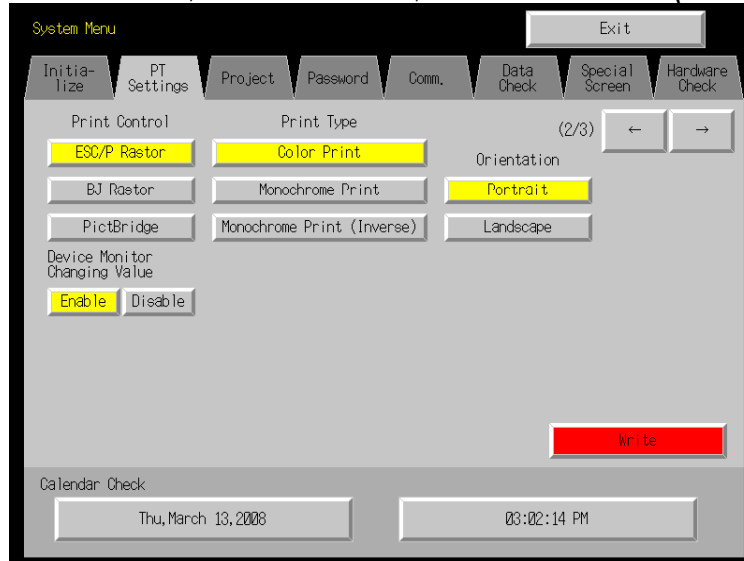 System Menu
Exit
Initia-
lize
PT
Settings
Project
Password
Comm.
Data
Check
Special
Screen
Hardware
Check
Print Control
Print Type
(2/3)
←
→
ESC/P Rastor
Color Print
Orientation
Portrait
BJ Rastor
Monochrome Print
PictBridge
Monochrome Print (Inverse)
Landscape
Device Monitor
Changing Value
Enable
Disable
Write
Calendar Check
Thu,March 13,2008
03:02:14 PM